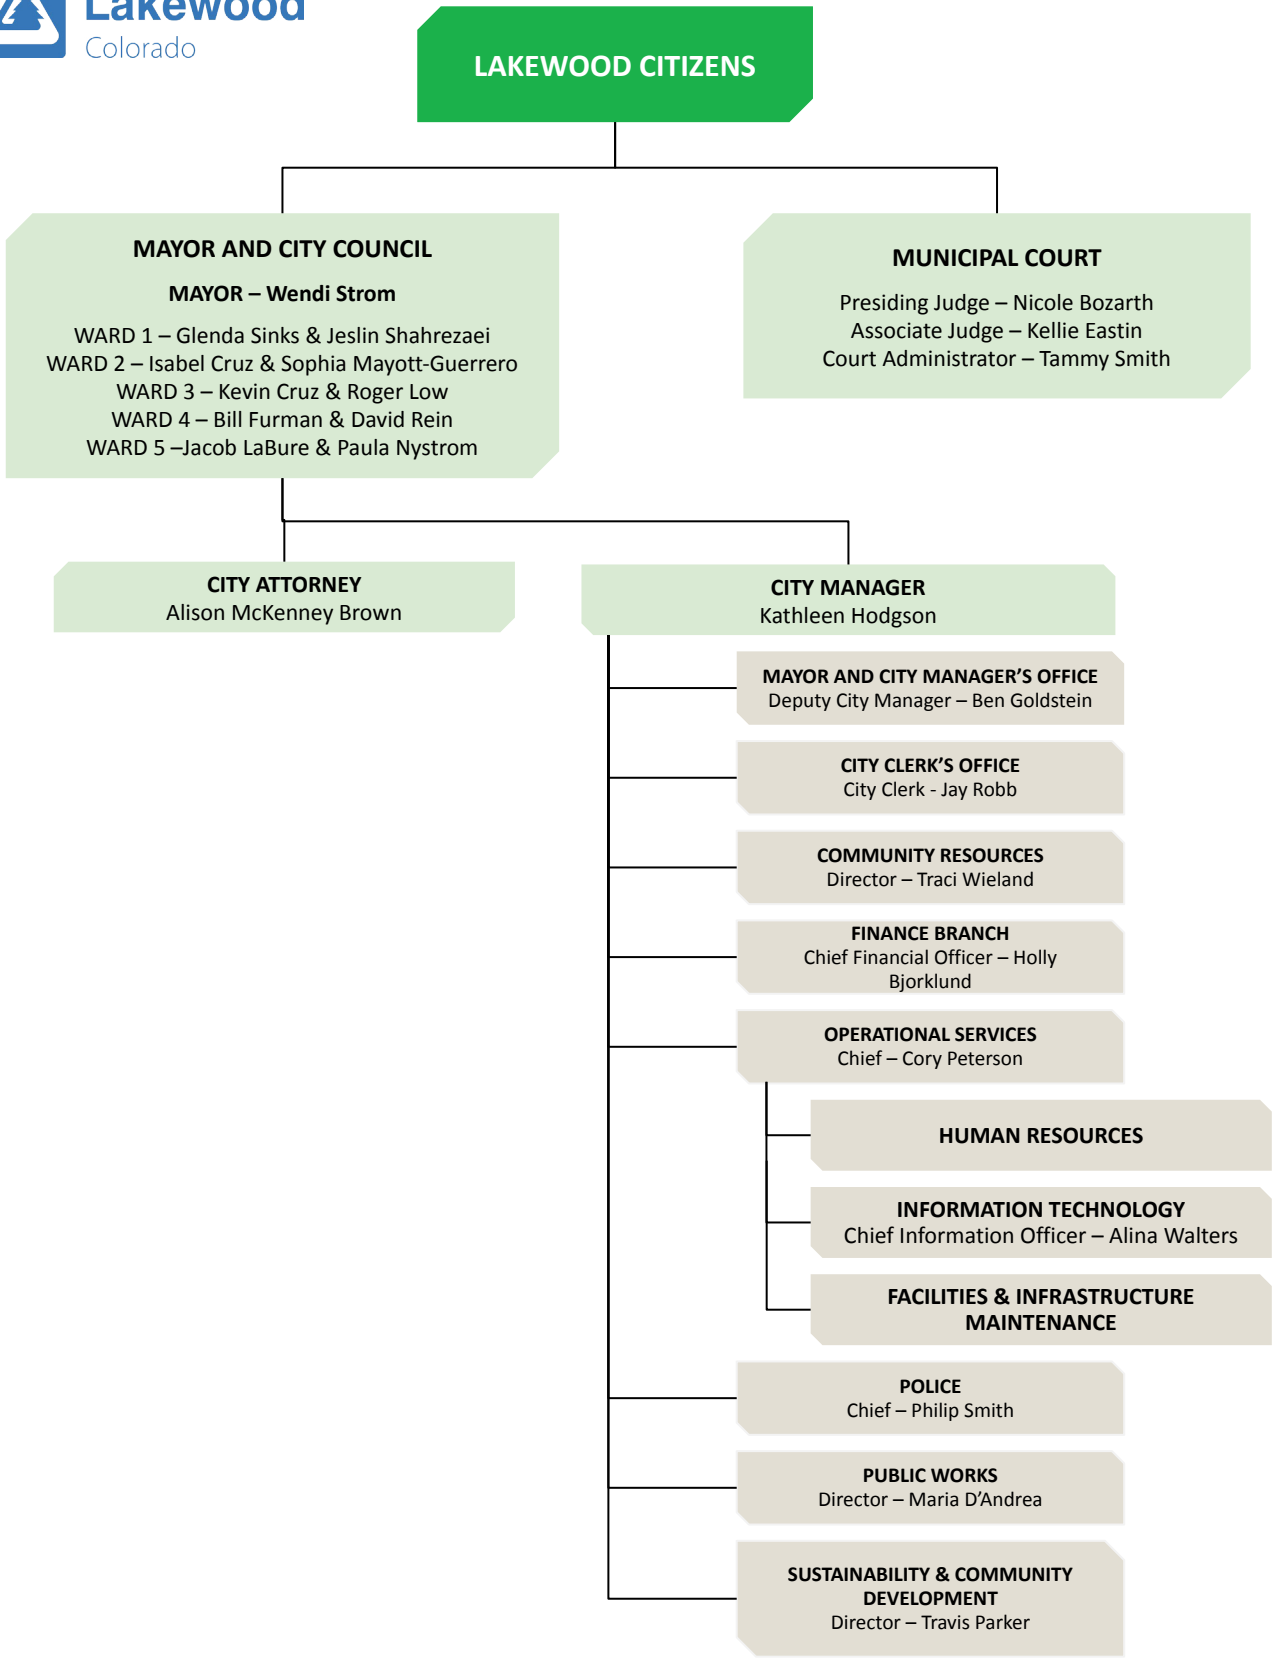 Lakewood
Colorado
LAKEWOOD CITIZENS
MAYOR AND CITY COUNCIL
MAYOR – Wendi Strom
WARD 1 – Glenda Sinks & Jeslin Shahrezaei
WARD 2 – Isabel Cruz & Sophia Mayott-Guerrero
WARD 3 – Kevin Cruz & Roger Low
WARD 4 – Bill Furman & David Rein
WARD 5 –Jacob LaBure & Paula Nystrom
MUNICIPAL COURT
Presiding Judge – Nicole Bozarth
Associate Judge – Kellie Eastin
Court Administrator – Tammy Smith
CITY ATTORNEY
Alison McKenney Brown
CITY MANAGER
Kathleen Hodgson
MAYOR AND CITY MANAGER’S OFFICE
Deputy City Manager – Ben Goldstein
CITY CLERK’S OFFICE
City Clerk - Jay Robb
COMMUNITY RESOURCES
Director – Traci Wieland
FINANCE BRANCH
Chief Financial Officer – Holly
Bjorklund
OPERATIONAL SERVICES
Chief – Cory Peterson
HUMAN RESOURCES
INFORMATION TECHNOLOGY
Chief Information Officer – Alina Walters
FACILITIES & INFRASTRUCTURE
MAINTENANCE
POLICE
Chief – Philip Smith
PUBLIC WORKS
Director – Maria D’Andrea
SUSTAINABILITY & COMMUNITY
DEVELOPMENT
Director – Travis Parker